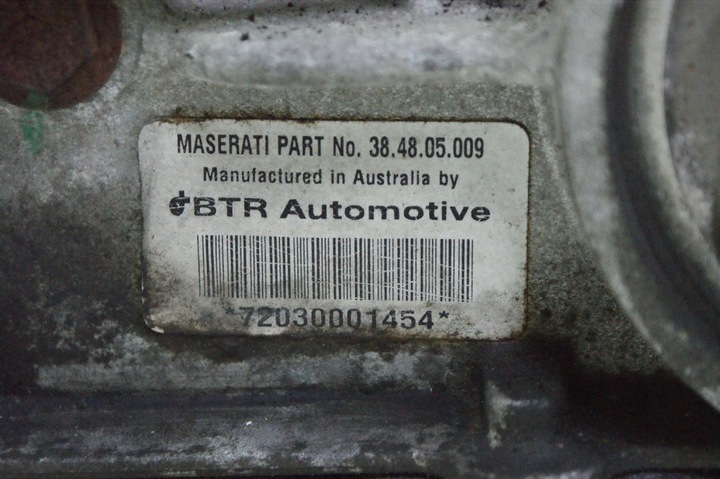 MASERATI PART No. 38.48.05.009
Manufactured in Australia by
BTR Automotive
*72030001454*